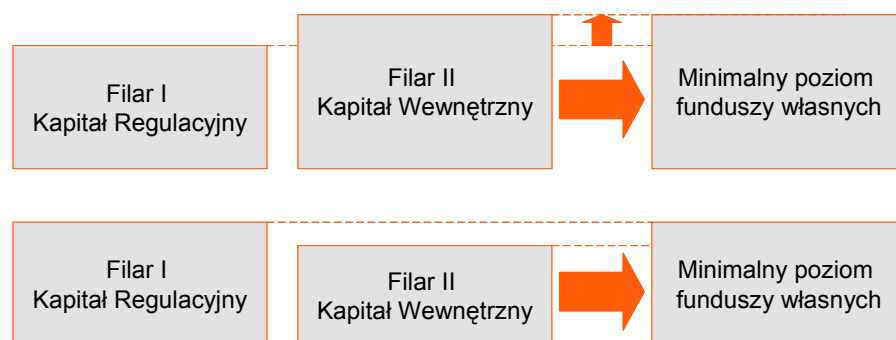 Filar I
Kapitał Regulacyjny
Filar II
Kapitał Wewnętrzny
Minimalny poziom
funduszy własnych
Filar I
Kapitał Regulacyjny
Filar II
Kapitał Wewnętrzny
Minimalny poziom
funduszy własnych